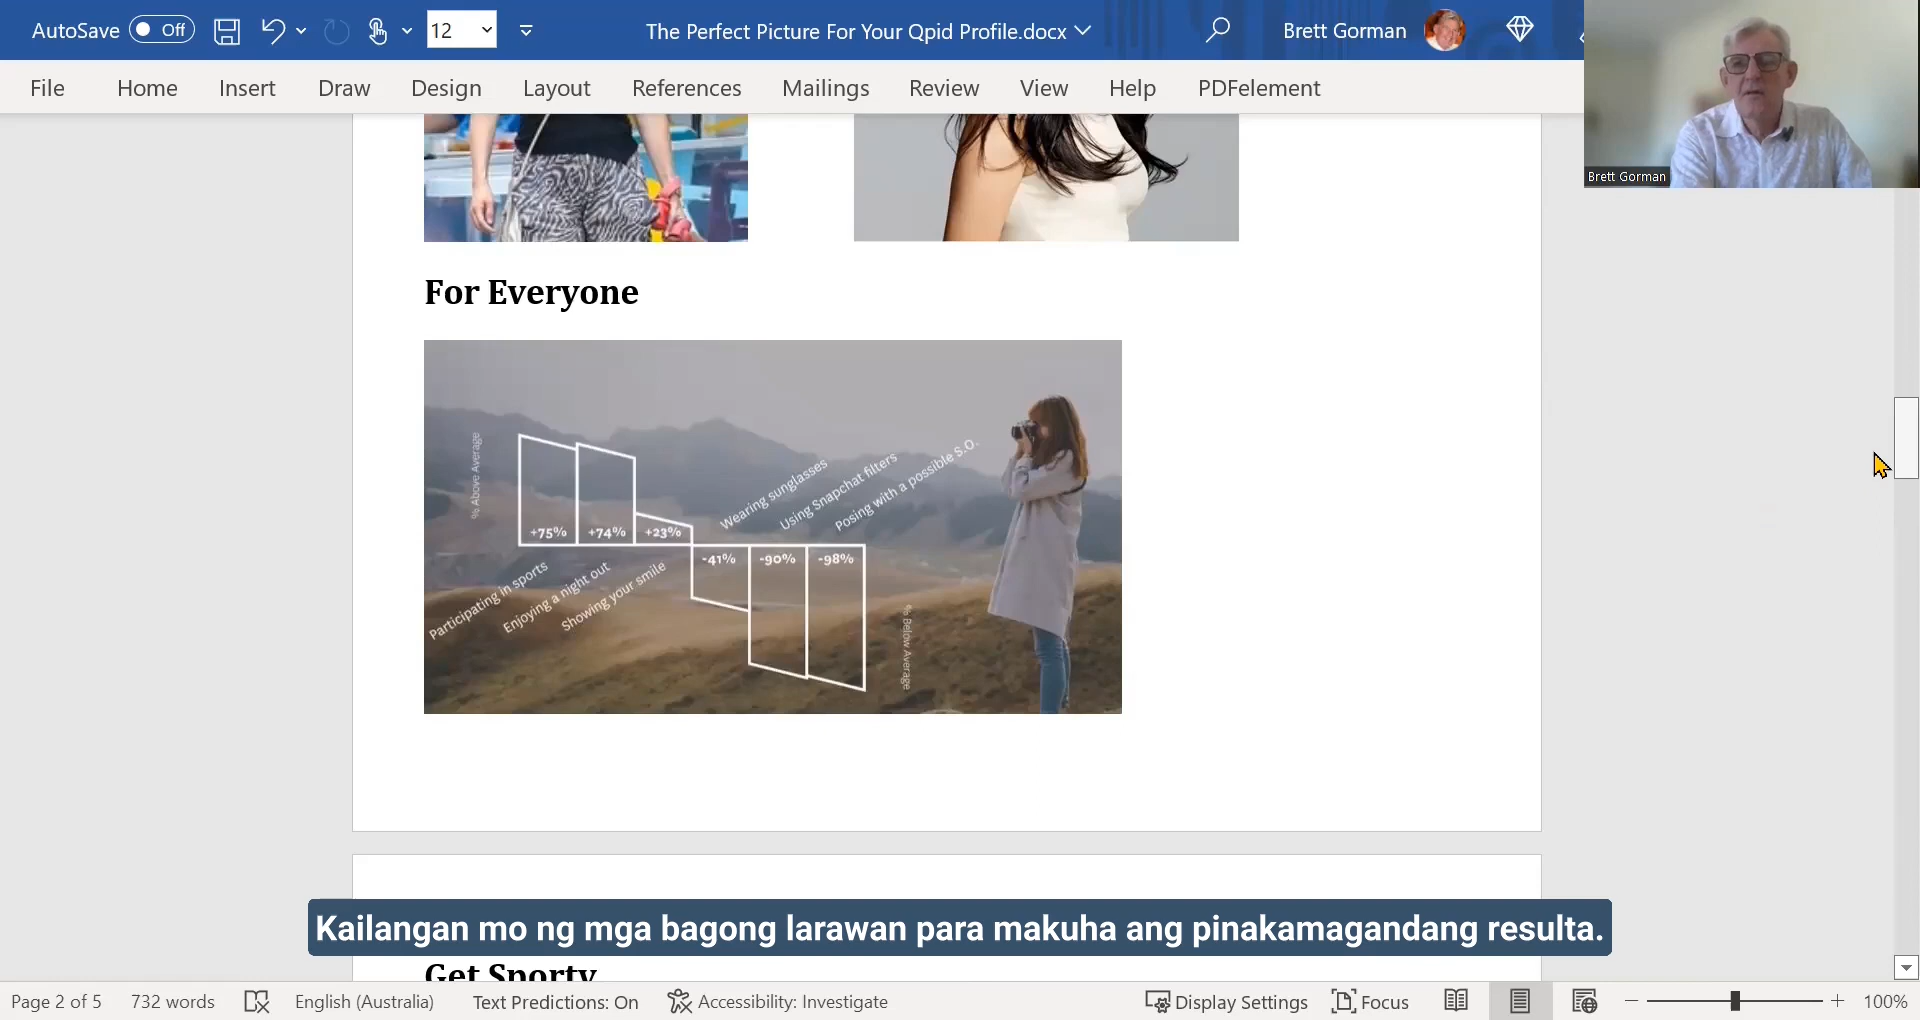 AutoSave Off 12 The Perfect Picture For Your Qpid Profile.docx Brett Gorman
File Home Insert Draw Design Layout References Mailings Review View Help PDFelement
Brett Gorman
For Everyone
% Above Average
+75% +74% +23%
-41% -90% -98%
Participating in sports
Enjoying a night out
Showing your smile
Wearing sunglasses
Using Snapchat filters
Posing with a possible S.O.
% Below Average
Kailangan mo ng mga bagong larawan para makuha ang pinakamagandang resulta.
Get Sporty
Page 2 of 5 732 words English (Australia) Text Predictions: On Accessibility: Investigate Display Settings Focus 100%